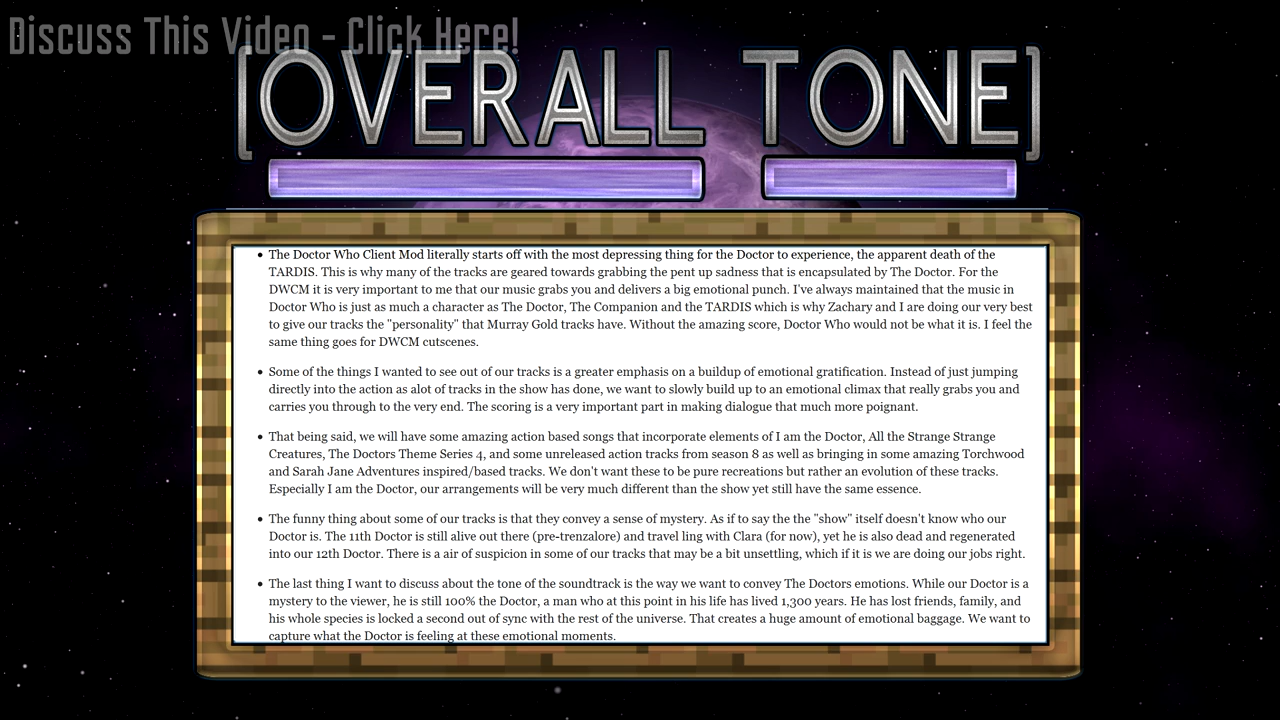 Discuss This Video - Click Here!
[OVERALL TONE]
• The Doctor Who Client Mod literally starts off with the most depressing thing for the Doctor to experience, the apparent death of the
TARDIS. This is why many of the tracks are geared towards grabbing the pent up sadness that is encapsulated by The Doctor. For the
DWCM it is very important to me that our music grabs you and delivers a big emotional punch. I've always maintained that the music in
Doctor Who is just as much a character as The Doctor, The Companion and the TARDIS which is why Zachary and I are doing our very best
to give our tracks the "personality" that Murray Gold tracks have. Without the amazing score, Doctor Who would not be what it is. I feel the
same thing goes for DWCM cutscenes.
• Some of the things I wanted to see out of our tracks is a greater emphasis on a buildup of emotional gratification. Instead of just jumping
directly into the action as alot of tracks in the show has done, we want to slowly build up to an emotional climax that really grabs you and
carries you through to the very end. The scoring is a very important part in making dialogue that much more poignant.
• That being said, we will have some amazing action based songs that incorporate elements of I am the Doctor, All the Strange Strange
Creatures, The Doctors Theme Series 4, and some unreleased action tracks from season 8 as well as bringing in some amazing Torchwood
and Sarah Jane Adventures inspired/based tracks. We don't want these to be pure recreations but rather an evolution of these tracks.
Especially I am the Doctor, our arrangements will be very much different than the show yet still have the same essence.
• The funny thing about some of our tracks is that they convey a sense of mystery. As if to say the the "show" itself doesn't know who our
Doctor is. The 11th Doctor is still alive out there (pre-trenzalore) and travel ling with Clara (for now), yet he is also dead and regenerated
into our 12th Doctor. There is a air of suspicion in some of our tracks that may be a bit unsettling, which if it is we are doing our jobs right.
• The last thing I want to discuss about the tone of the soundtrack is the way we want to convey The Doctors emotions. While our Doctor is a
mystery to the viewer, he is still 100% the Doctor, a man who at this point in his life has lived 1,300 years. He has lost friends, family, and
his whole species is locked a second out of sync with the rest of the universe. That creates a huge amount of emotional baggage. We want to
capture what the Doctor is feeling at these emotional moments.